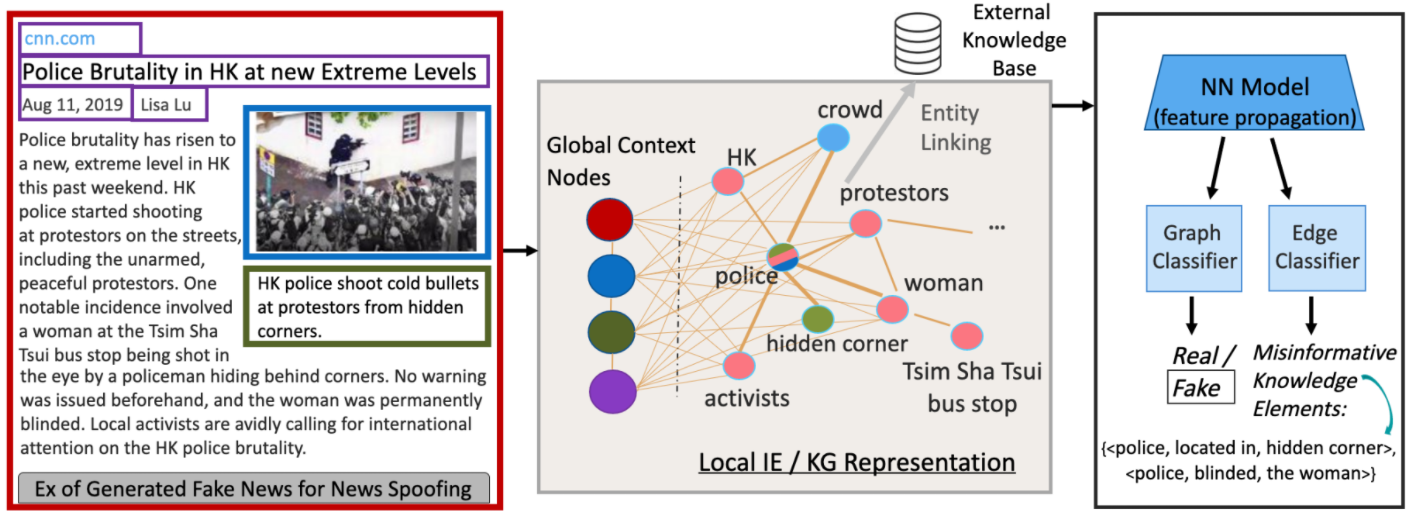 cnn.com
Police Brutality in HK at new Extreme Levels
Aug 11, 2019 Lisa Lu
Police brutality has risen to
a new, extreme level in HK
this past weekend. HK
police started shooting
at protestors on the streets,
including the unarmed,
peaceful protestors. One
notable incidence involved
a woman at the Tsim Sha
Tsui bus stop being shot in
the eye by a policeman hiding behind corners. No warning
was issued beforehand, and the woman was permanently
blinded. Local activists are avidly calling for international
attention on the HK police brutality.
HK police shoot cold bullets
at protestors from hidden
corners.
Ex of Generated Fake News for News Spoofing
External
Knowledge
Base
Entity
Linking
Global Context
Nodes
crowd
HK
protestors
...
police
woman
hidden corner
activists
Tsim Sha Tsui
bus stop
Local IE / KG Representation
NN Model
(feature propagation)
Graph
Classifier
Edge
Classifier
Real /
Fake
Misinformative
Knowledge
Elements:
{<police, located in, hidden corner>,
<police, blinded, the woman>}